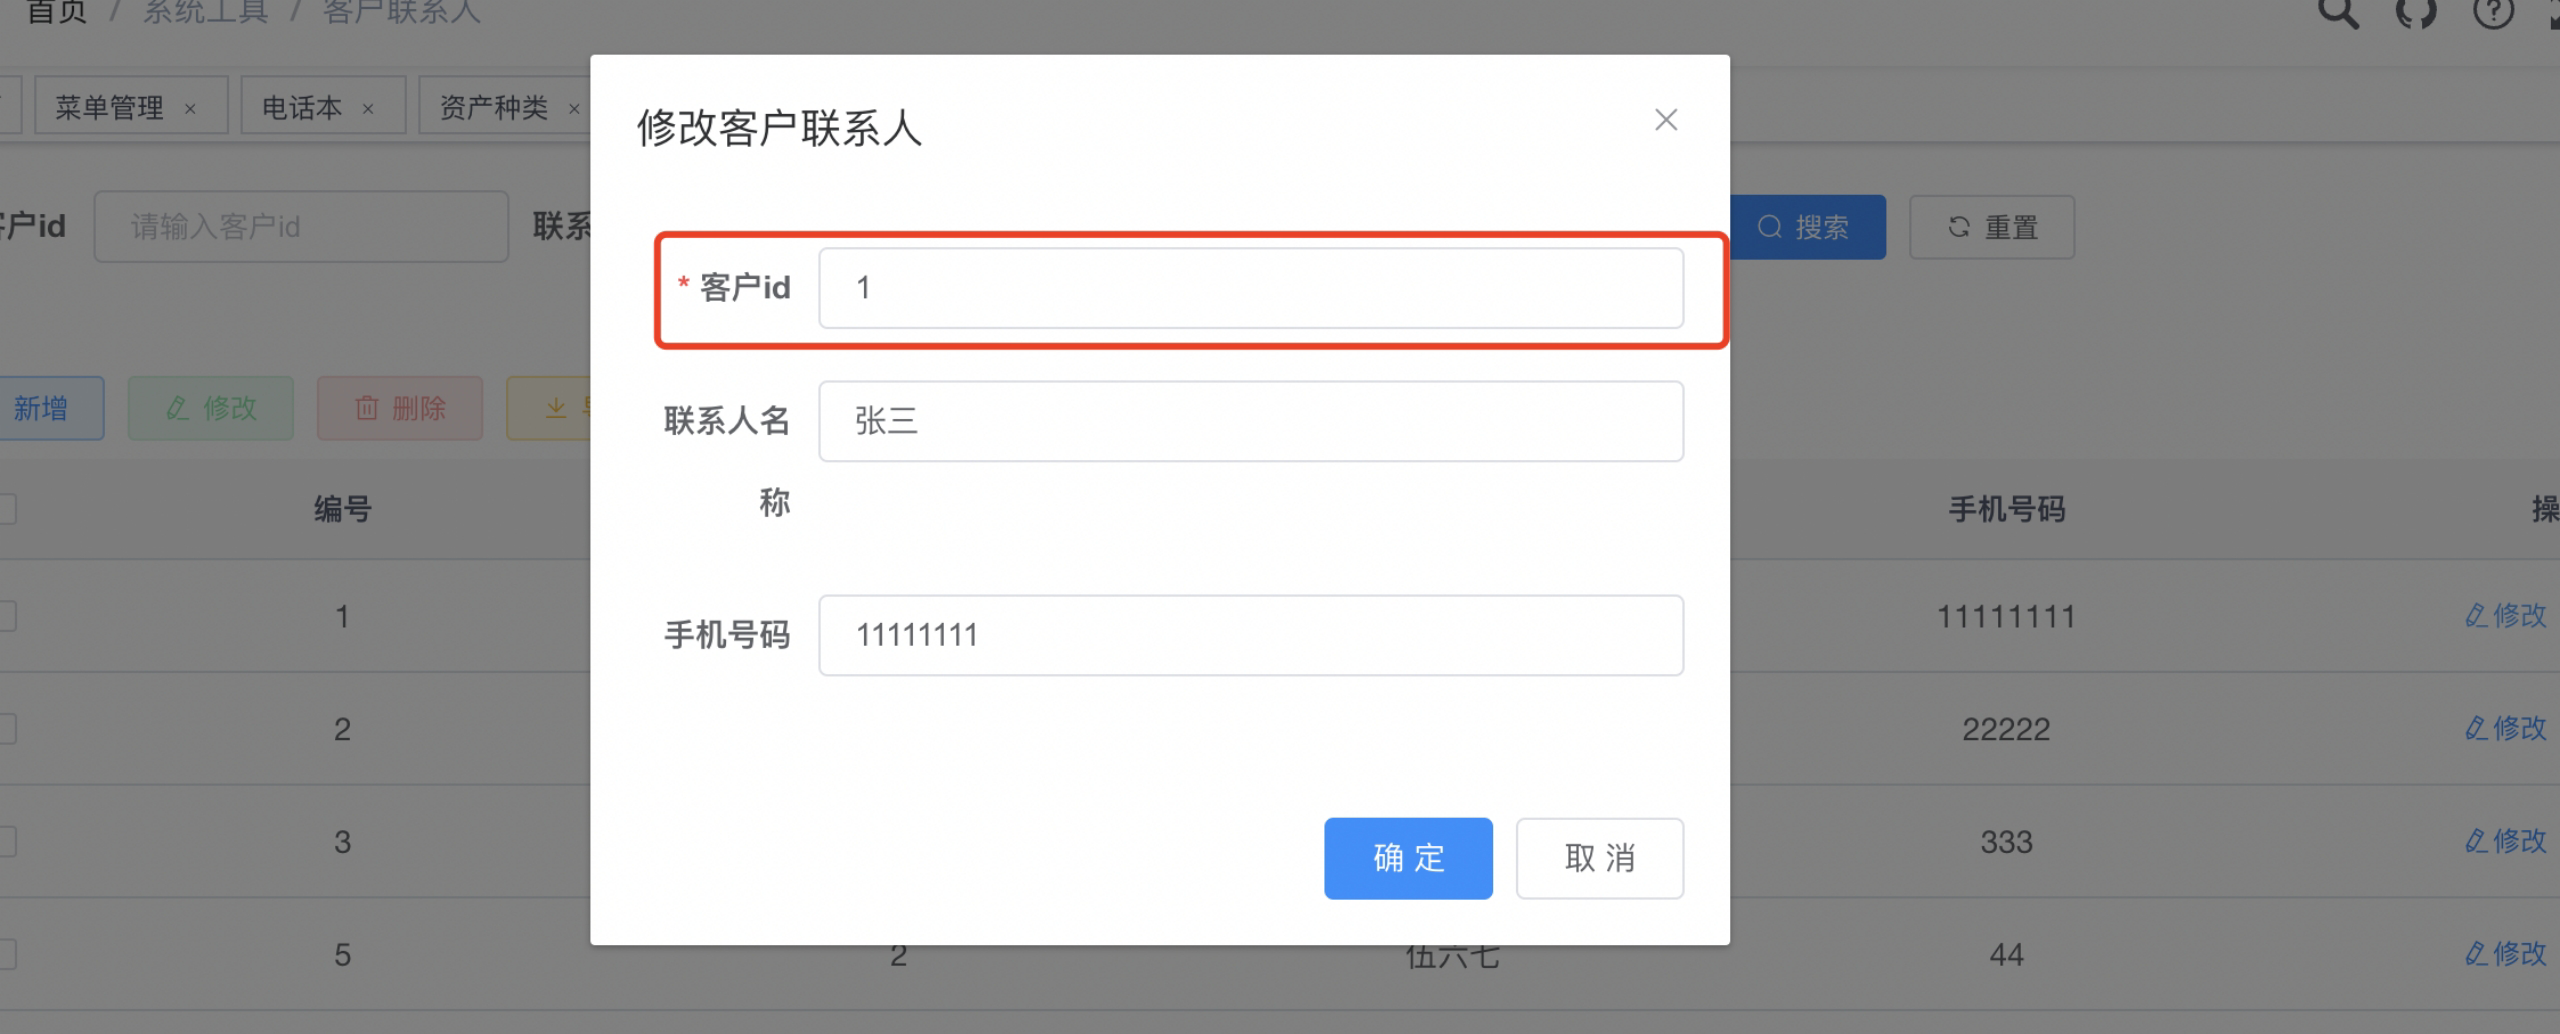 首页 / 系统工具 / 客户联系人
菜单管理 × 电话本 × 资产种类 ×
修改客户联系人
户id 请输入客户id 联系 搜索 重置
* 客户id 1
新增 修改 删除
联系人名称 张三
编号 手机号码 操
手机号码 11111111
1 11111111 修改
2 22222 修改
3 333 修改
确 定 取 消
5 2 伍六七 44 修改